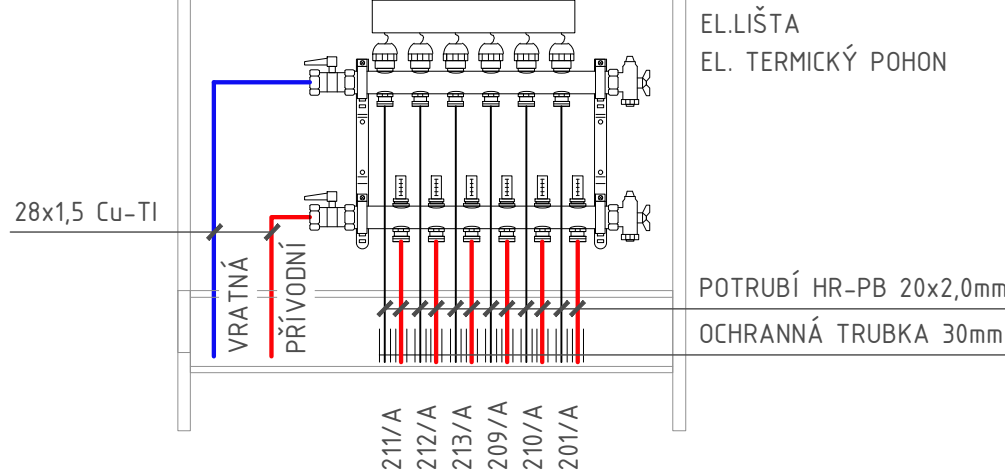 EL.LIŠTA
EL. TERMICKÝ POHON
28x1,5 Cu-TI
VRATNÁ
PŘÍVODNÍ
POTRUBÍ HR-PB 20x2,0mm
OCHRANNÁ TRUBKA 30mm
211/A
212/A
213/A
209/A
210/A
201/A